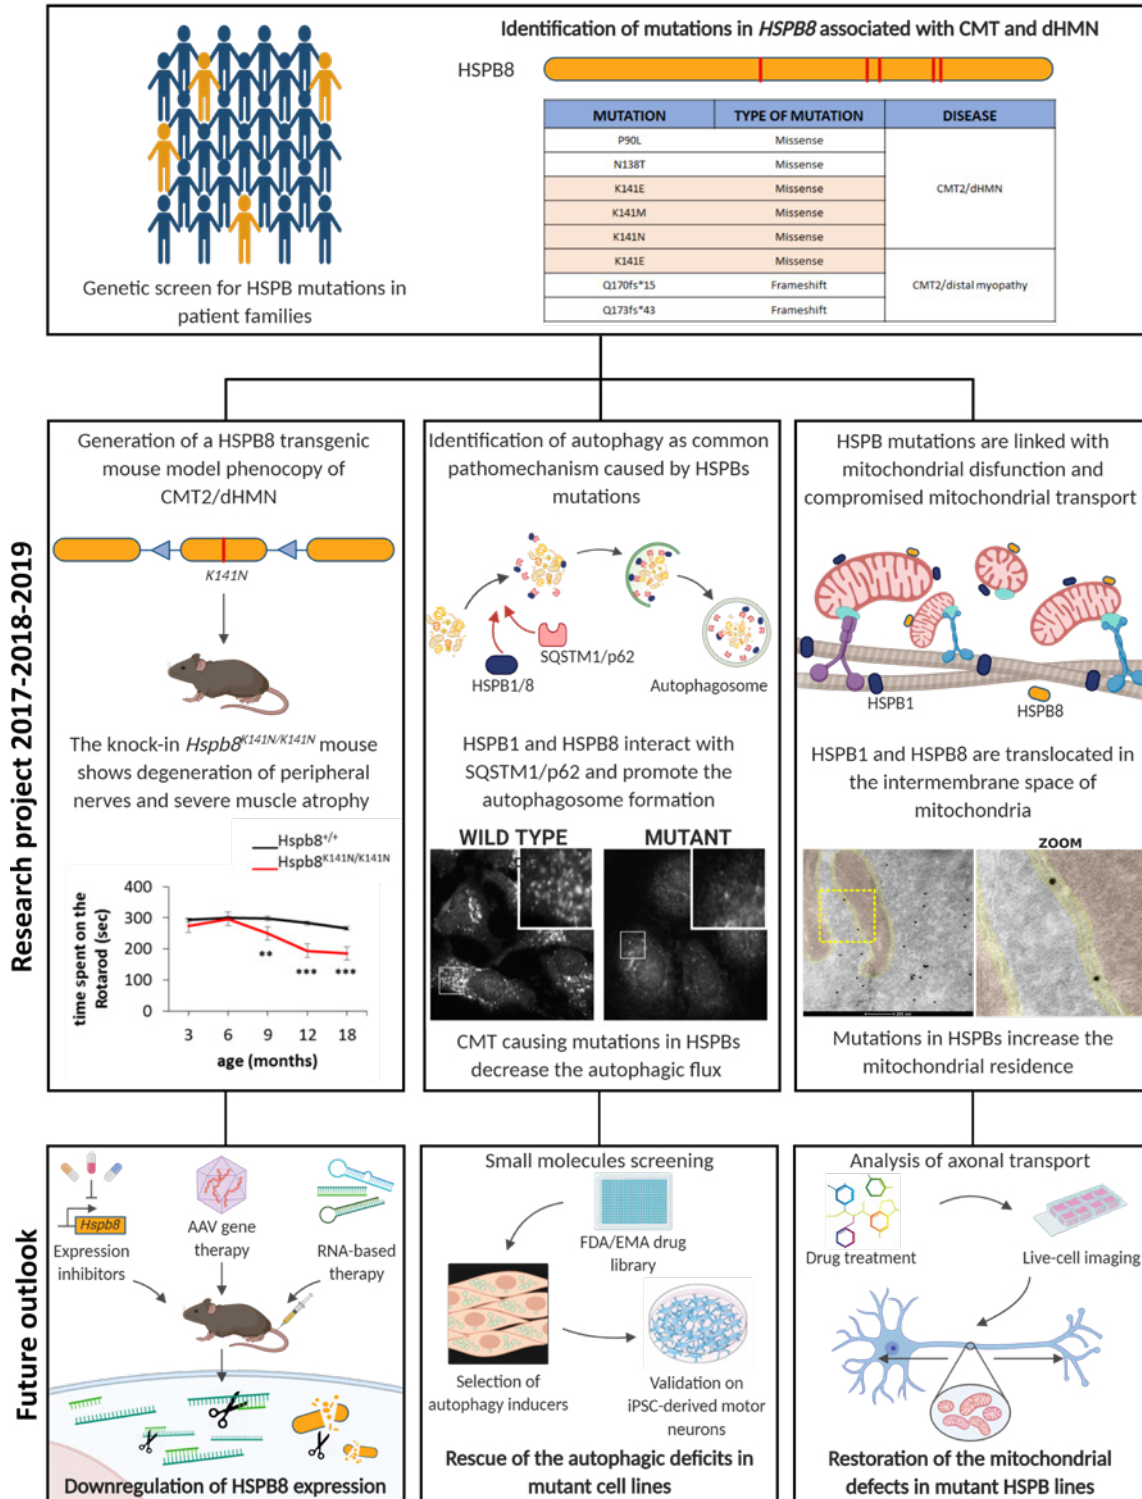 Identification of mutations in HSPB8 associated with CMT and dHMN
HSPB8
MUTATION TYPE OF MUTATION DISEASE
P90L Missense
N138T Missense
K141E Missense
CMT2/dHMN
K141M Missense
K141N Missense
K141E Missense
Q170fs*15 Frameshift
CMT2/distal myopathy
Q173fs*43 Frameshift
Genetic screen for HSPB mutations in
patient families
Research project 2017-2018-2019
Generation of a HSPB8 transgenic
mouse model phenocopy of
CMT2/dHMN
K141N
The knock-in Hspb8K141N/K141N mouse
shows degeneration of peripheral
nerves and severe muscle atrophy
Hspb8+/+
Hspb8K141N/K141N
time spent on the
Rotarod (sec)
400
300
200
100
0
**
***
***
3 6 9 12 18
age (months)
Identification of autophagy as common
pathomechanism caused by HSPBs
mutations
SQSTM1/p62
HSPB1/8
Autophagosome
HSPB1 and HSPB8 interact with
SQSTM1/p62 and promote the
autophagosome formation
WILD TYPE MUTANT
CMT causing mutations in HSPBs
decrease the autophagic flux
HSPB mutations are linked with
mitochondrial disfunction and
compromised mitochondrial transport
HSPB1
HSPB8
HSPB1 and HSPB8 are translocated in
the intermembrane space of
mitochondria
ZOOM
Mutations in HSPBs increase the
mitochondrial residence
Future outlook
Hspb8
Expression
inhibitors
AAV gene
therapy
RNA-based
therapy
Downregulation of HSPB8 expression
Small molecules screening
FDA/EMA drug
library
Selection of
autophagy inducers
Validation on
iPSC-derived motor
neurons
Rescue of the autophagic deficits in
mutant cell lines
Analysis of axonal transport
Drug treatment
Live-cell imaging
Restoration of the mitochondrial
defects in mutant HSPB lines